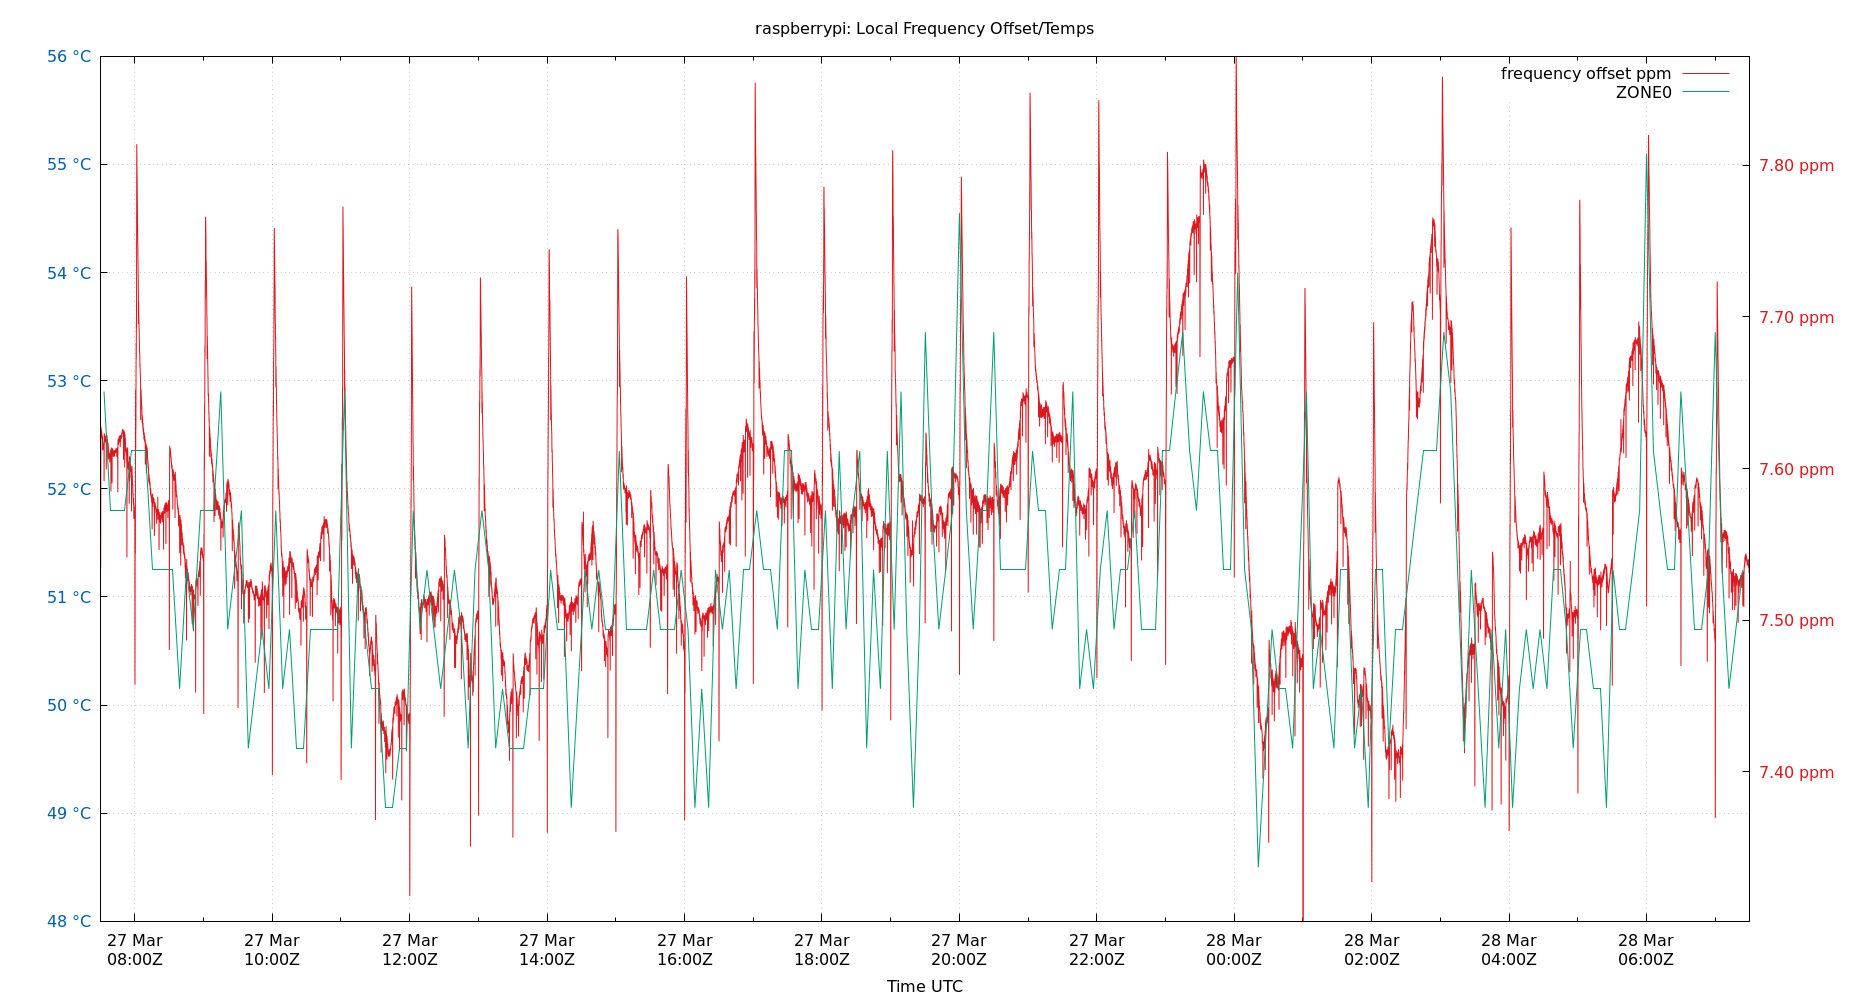 raspberrypi: Local Frequency Offset/Temps
56 °C
55 °C
54 °C
53 °C
52 °C
51 °C
50 °C
49 °C
48 °C
frequency offset ppm
ZONE0
7.80 ppm
7.70 ppm
7.60 ppm
7.50 ppm
7.40 ppm
27 Mar 27 Mar 27 Mar 27 Mar 27 Mar 27 Mar 27 Mar 27 Mar 28 Mar 28 Mar 28 Mar 28 Mar
08:00Z 10:00Z 12:00Z 14:00Z 16:00Z 18:00Z 20:00Z 22:00Z 00:00Z 02:00Z 04:00Z 06:00Z
Time UTC